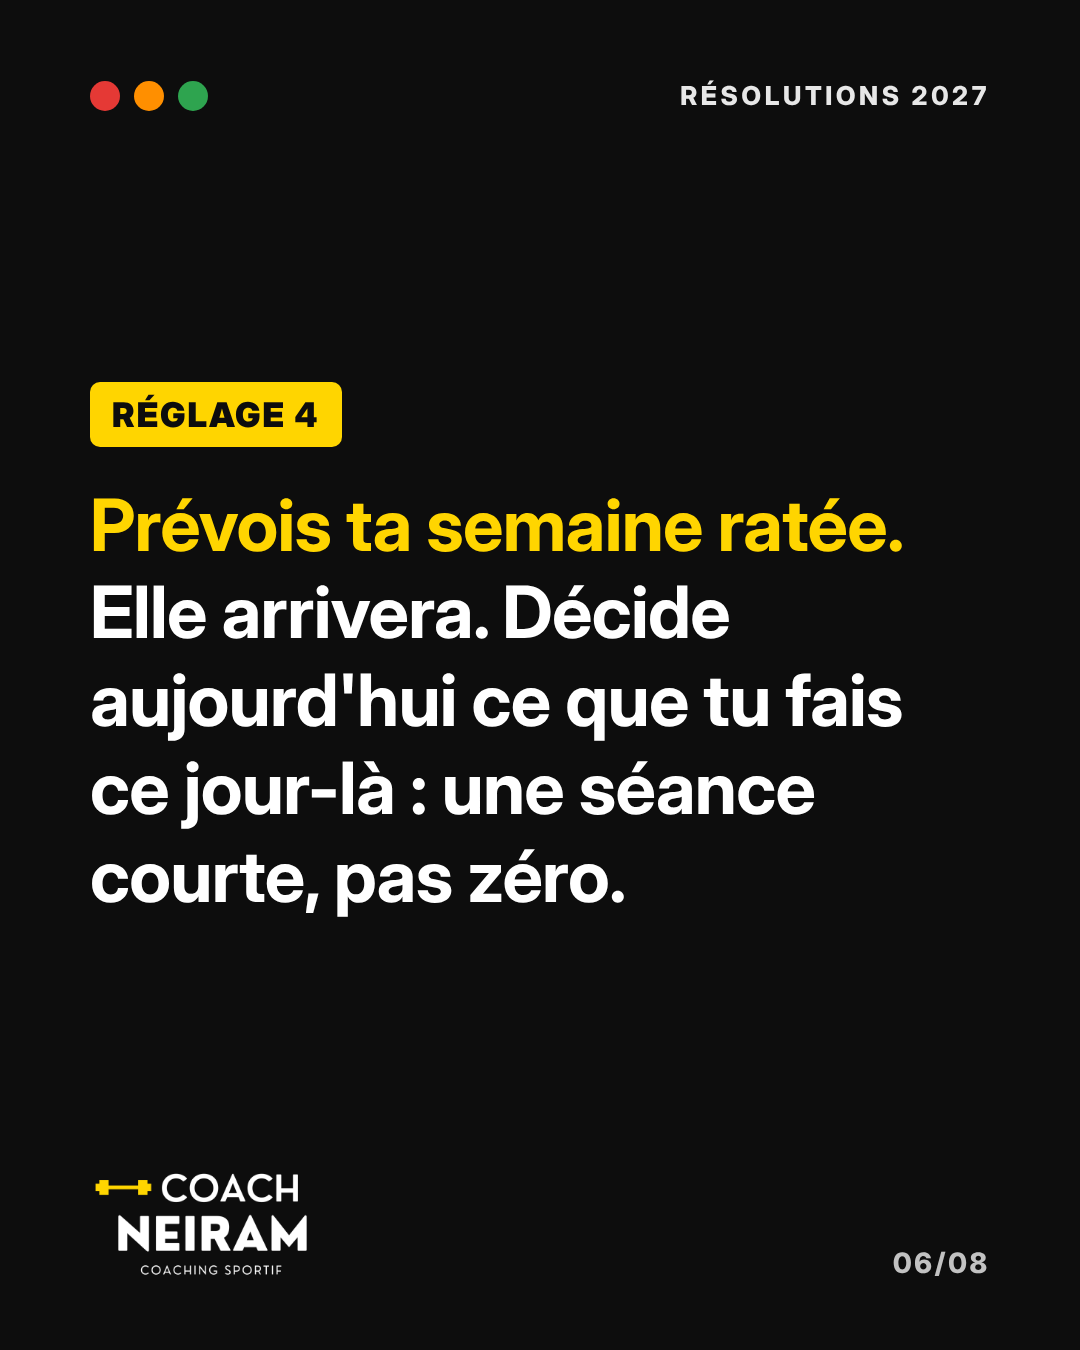 RÉSOLUTIONS 2027
RÉGLAGE 4
Prévois ta semaine ratée.
Elle arrivera. Décide
aujourd'hui ce que tu fais
ce jour-là : une séance
courte, pas zéro.
COACH
NEIRAM
COACHING SPORTIF
06/08